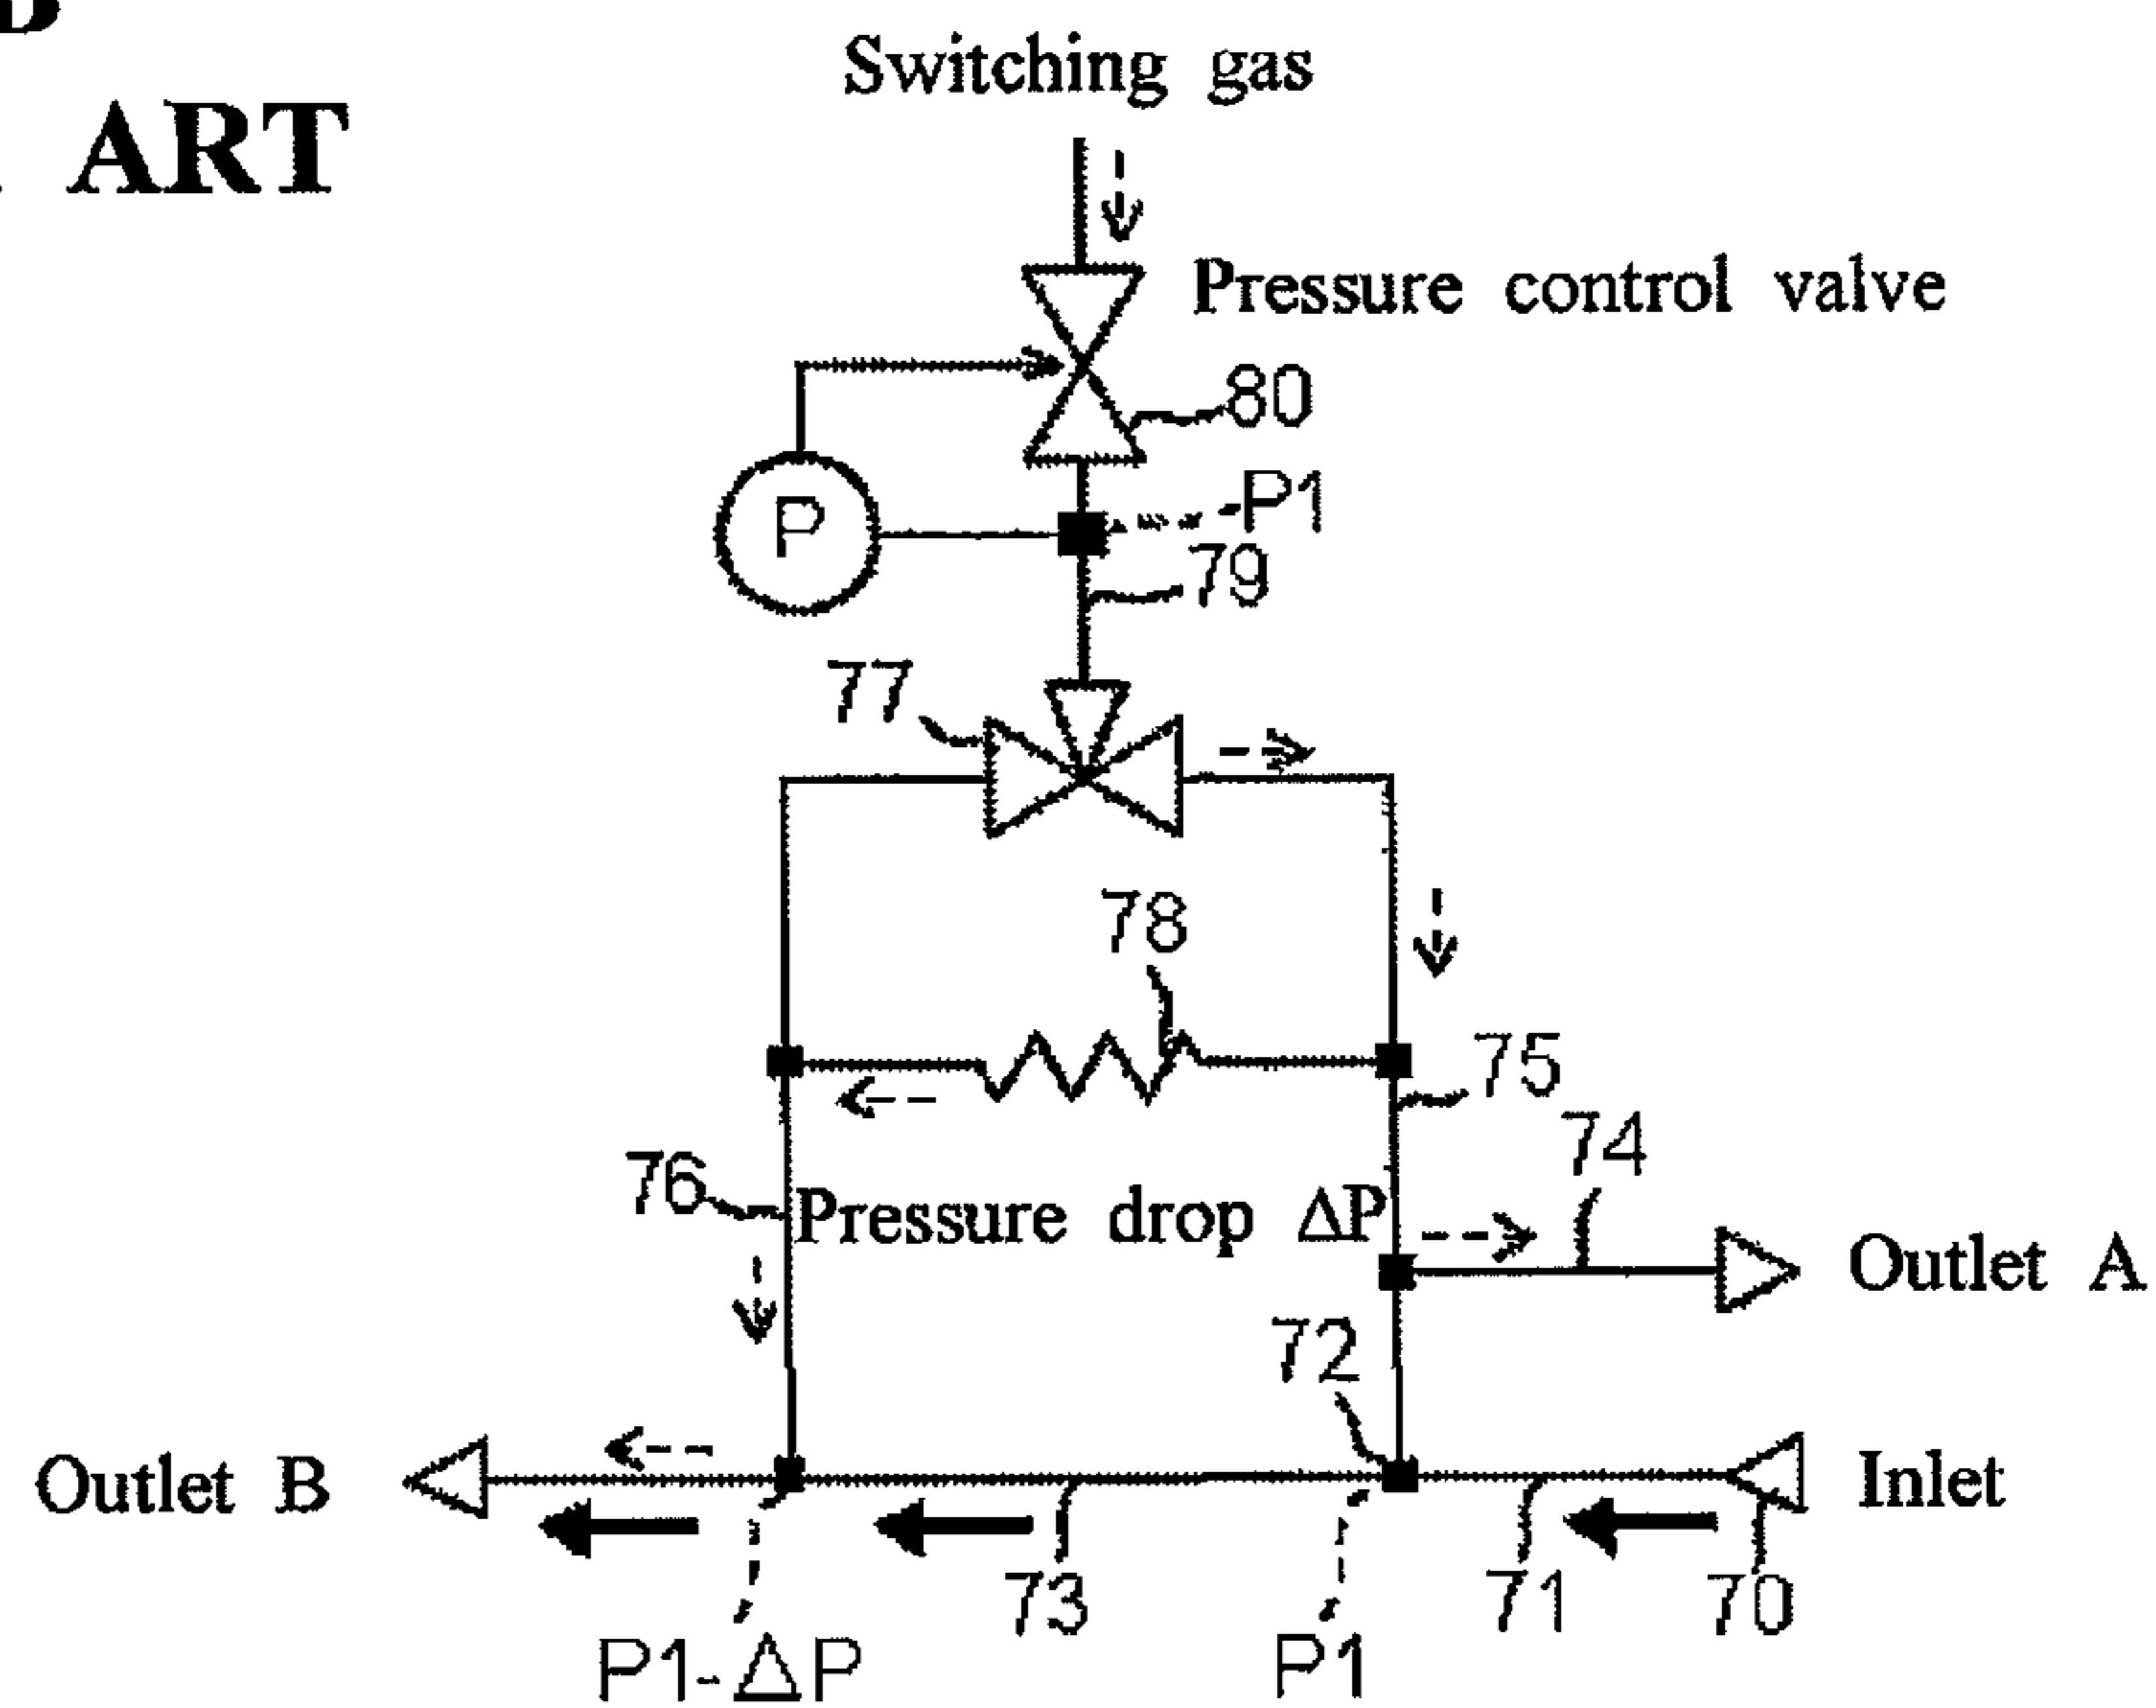 ART
Switching gas
Pressure control valve
80
P
P1
79
77
78
75
74
76
Pressure drop ΔP
Outlet A
72
Outlet B
Inlet
73
71
70
P1-ΔP
P1